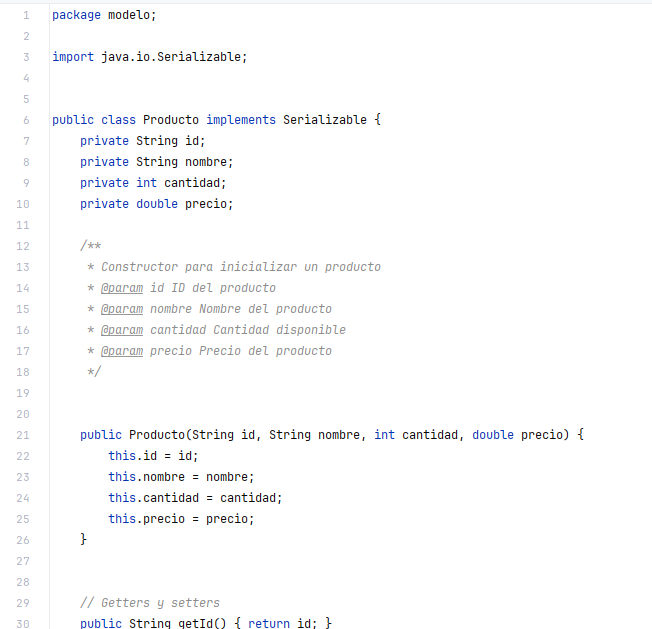 1 package modelo;
2
3 import java.io.Serializable;
4
5
6 public class Producto implements Serializable {
7     private String id;
8     private String nombre;
9     private int cantidad;
10     private double precio;
11
12     /**
13      * Constructor para inicializar un producto
14      * @param id ID del producto
15      * @param nombre Nombre del producto
16      * @param cantidad Cantidad disponible
17      * @param precio Precio del producto
18      */
19
20
21     public Producto(String id, String nombre, int cantidad, double precio) {
22         this.id = id;
23         this.nombre = nombre;
24         this.cantidad = cantidad;
25         this.precio = precio;
26     }
27
28
29     // Getters y setters
30     public String getId() { return id; }